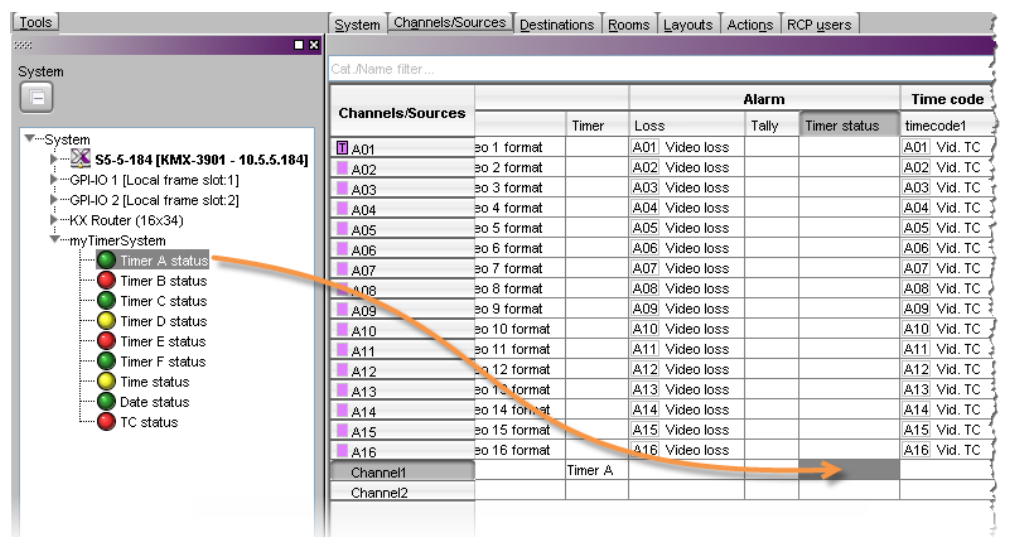 Tools
System
System
S5-5-184 [KMX-3901 - 10.5.5.184]
GPI-IO 1 [Local frame slot:1]
GPI-IO 2 [Local frame slot:2]
KX Router (16x34)
myTimerSystem
Timer A status
Timer B status
Timer C status
Timer D status
Timer E status
Timer F status
Time status
Date status
TC status
System Channels/Sources Destinations Rooms Layouts Actions RCP users
Cat./Name filter...
Channels/Sources Alarm Time code
Timer Loss Tally Timer status timecode1
T A01 eo 1 format A01 Video loss A01 Vid. TC
A02 eo 2 format A02 Video loss A02 Vid. TC
A03 eo 3 format A03 Video loss A03 Vid. TC
A04 eo 4 format A04 Video loss A04 Vid. TC
A05 eo 5 format A05 Video loss A05 Vid. TC
A06 eo 6 format A06 Video loss A06 Vid. TC
A07 eo 7 format A07 Video loss A07 Vid. TC
A08 eo 8 format A08 Video loss A08 Vid. TC
A09 eo 9 format A09 Video loss A09 Vid. TC
A10 eo 10 format A10 Video loss A10 Vid. TC
A11 eo 11 format A11 Video loss A11 Vid. TC
A12 eo 12 format A12 Video loss A12 Vid. TC
A13 eo 13 format A13 Video loss A13 Vid. TC
A14 eo 14 format A14 Video loss A14 Vid. TC
A15 eo 15 format A15 Video loss A15 Vid. TC
A16 eo 16 format A16 Video loss A16 Vid. TC
Channel1 Timer A
Channel2